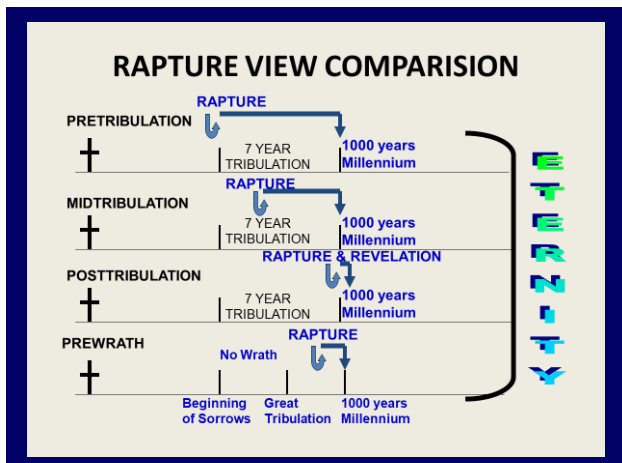 RAPTURE VIEW COMPARISION
RAPTURE
PRETRIBULATION
7 YEAR
TRIBULATION
1000 years
Millennium
RAPTURE
MIDTRIBULATION
7 YEAR
TRIBULATION
1000 years
Millennium
RAPTURE & REVELATION
POSTTRIBULATION
7 YEAR
TRIBULATION
1000 years
Millennium
RAPTURE
PREWRATH
No Wrath
Beginning
of Sorrows
Great
Tribulation
1000 years
Millennium
ETERNITY